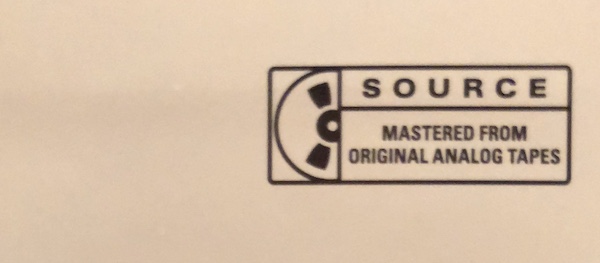 SOURCE
MASTERED FROM
ORIGINAL ANALOG TAPES